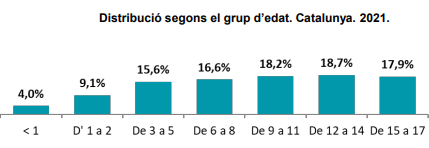 Distribució segons el grup d'edat. Catalunya. 2021.
4,0%
9,1%
15,6%
16,6%
18,2%
18,7%
17,9%
< 1
D' 1 a 2
De 3 a 5
De 6 a 8
De 9 a 11
De 12 a 14
De 15 a 17